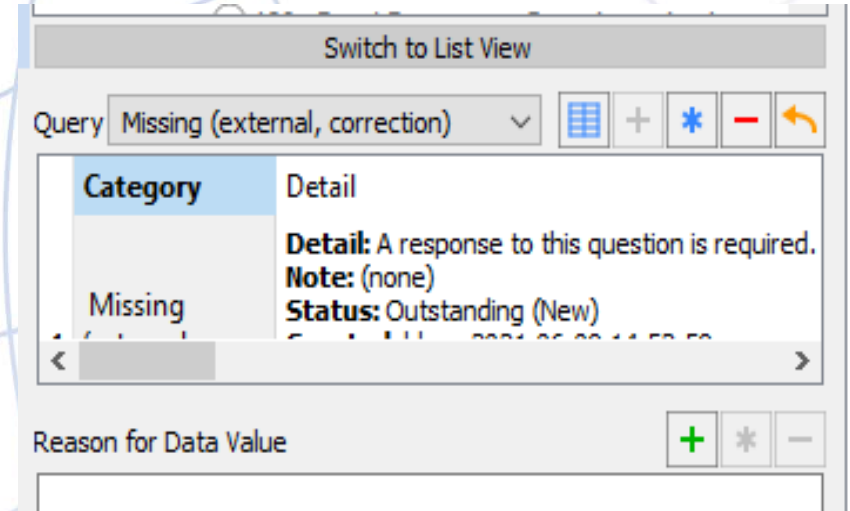 Switch to List View
Query Missing (external, correction)
Category Detail
Detail: A response to this question is required.
Note: (none)
Missing
Status: Outstanding (New)
Reason for Data Value